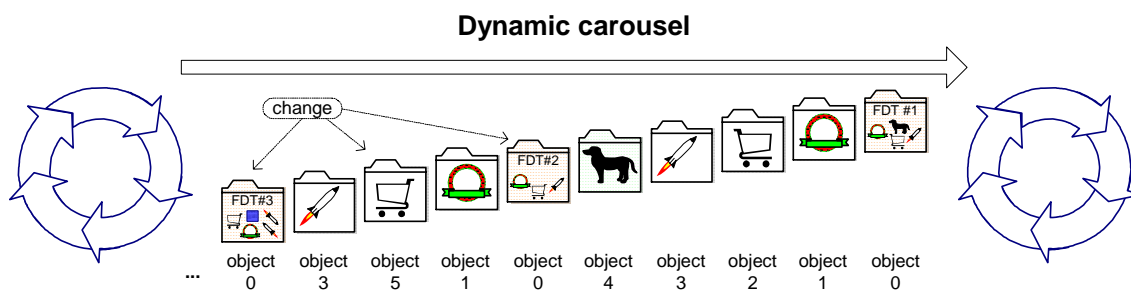 Dynamic carousel
change
FDT #1
FDT#2
FDT#3
... object object object object object object object object object object
0 3 5 1 0 4 3 2 1 0